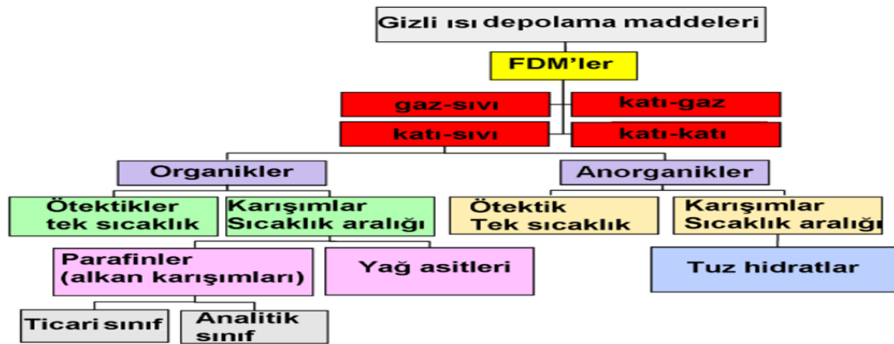 Gizli ısı depolama maddeleri
FDM'ler
gaz-sıvı
katı-gaz
katı-sıvı
katı-katı
Organikler
Anorganikler
Ötektikler
tek sıcaklık
Karışımlar
Sıcaklık aralığı
Ötektik
Tek sıcaklık
Karışımlar
Sıcaklık aralığı
Parafinler
(alkan karışımları)
Yağ asitleri
Tuz hidratlar
Ticari sınıf
Analitik
sınıf